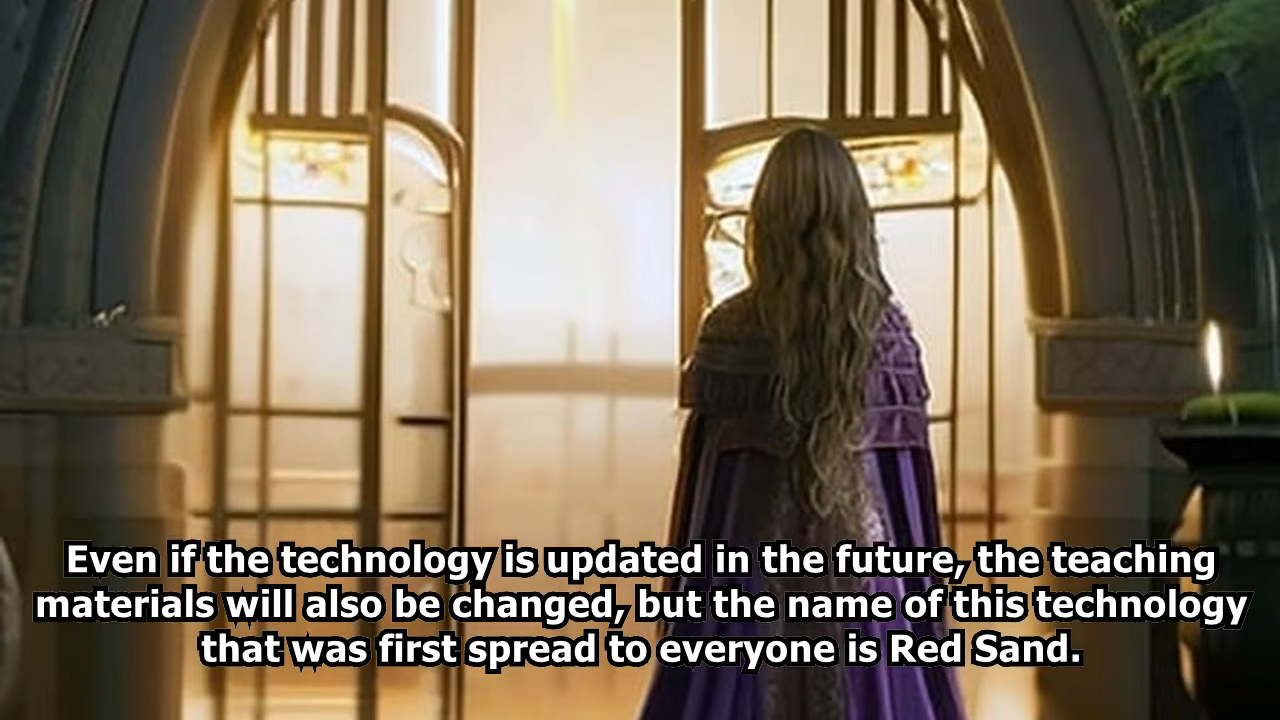 Even if the technology is updated in the future, the teaching
materials will also be changed, but the name of this technology
that was first spread to everyone is Red Sand.